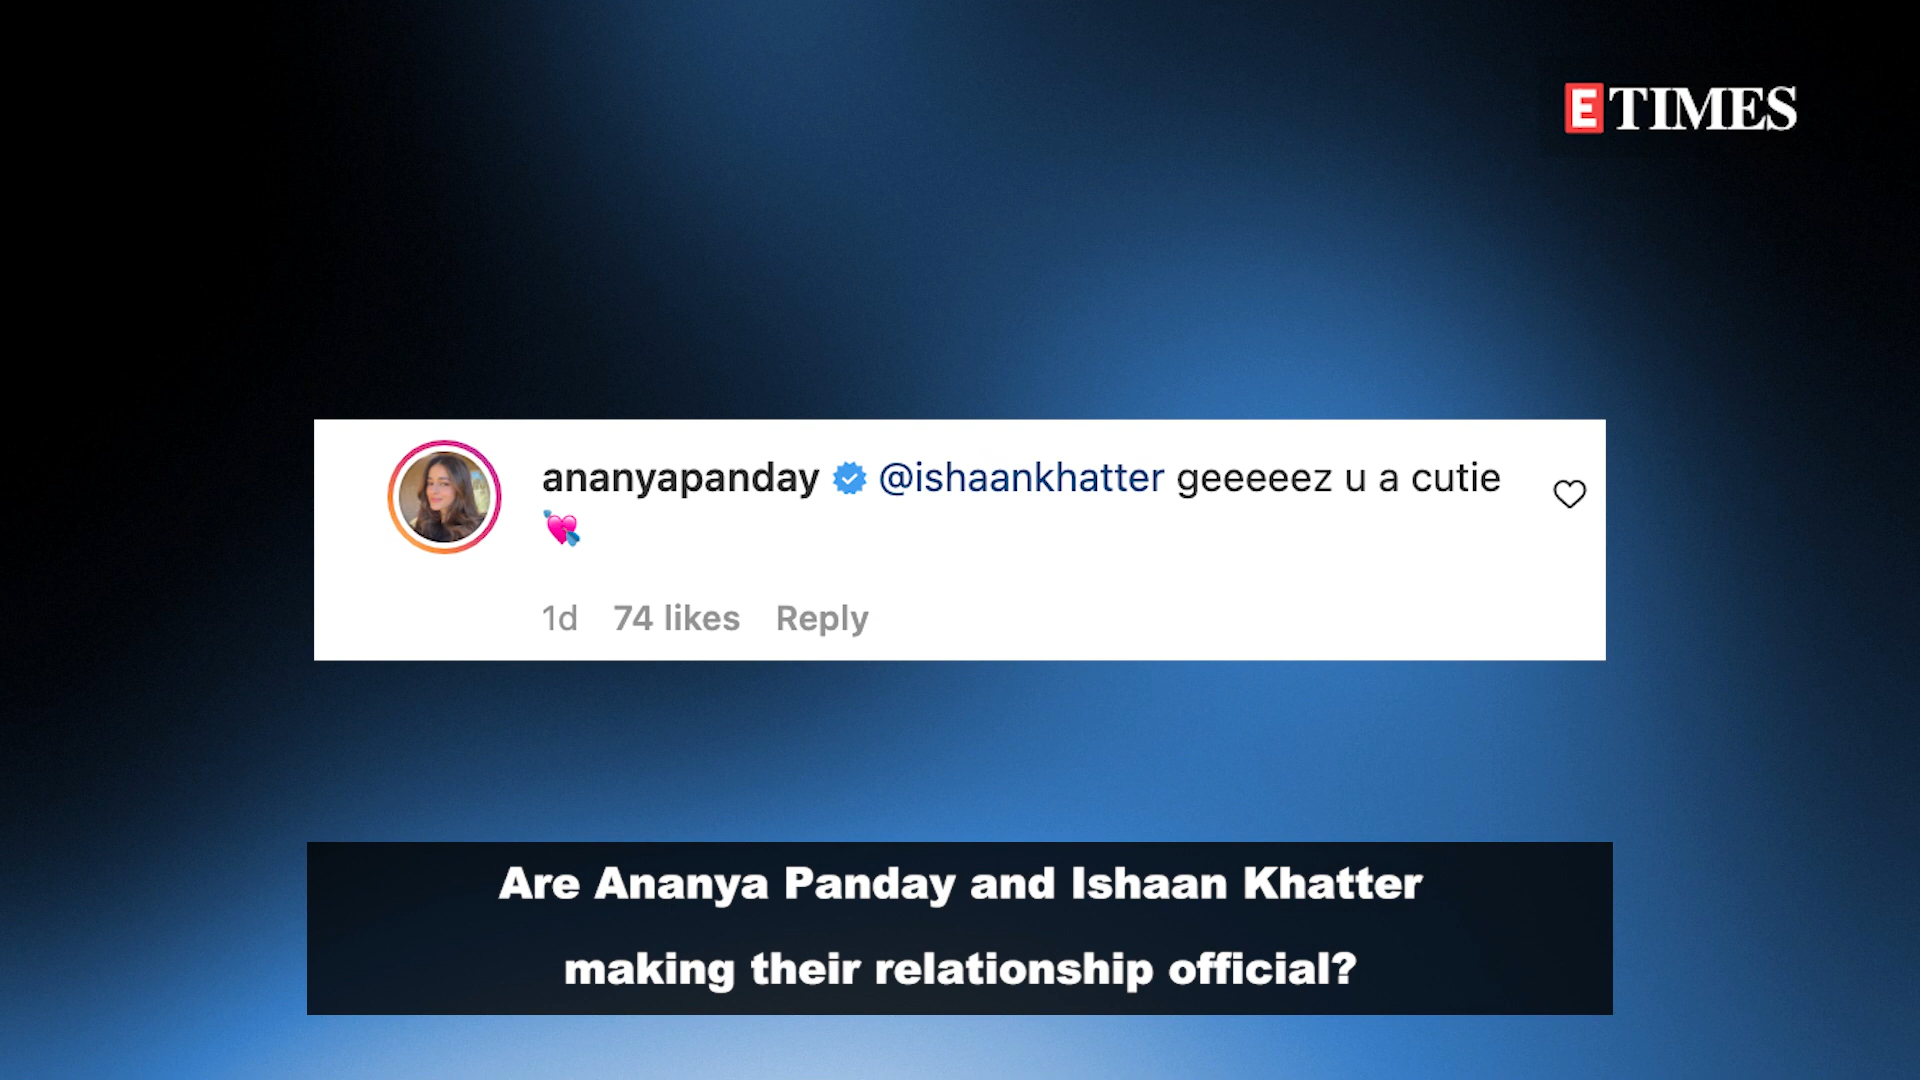 ETIMES
ananyapanday @ishaankhatter geeeeez u a cutie
💘
1d 74 likes Reply
Are Ananya Panday and Ishaan Khatter
making their relationship official?